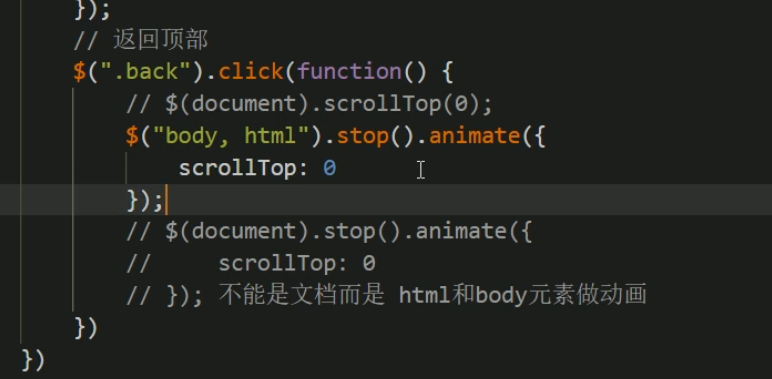 });
// 返回顶部
$(".back").click(function() {
// $(document).scrollTop(0);
$("body, html").stop().animate({
scrollTop: 0
});
// $(document).stop().animate({
//     scrollTop: 0
// }); 不能是文档而是 html和body元素做动画
})
})